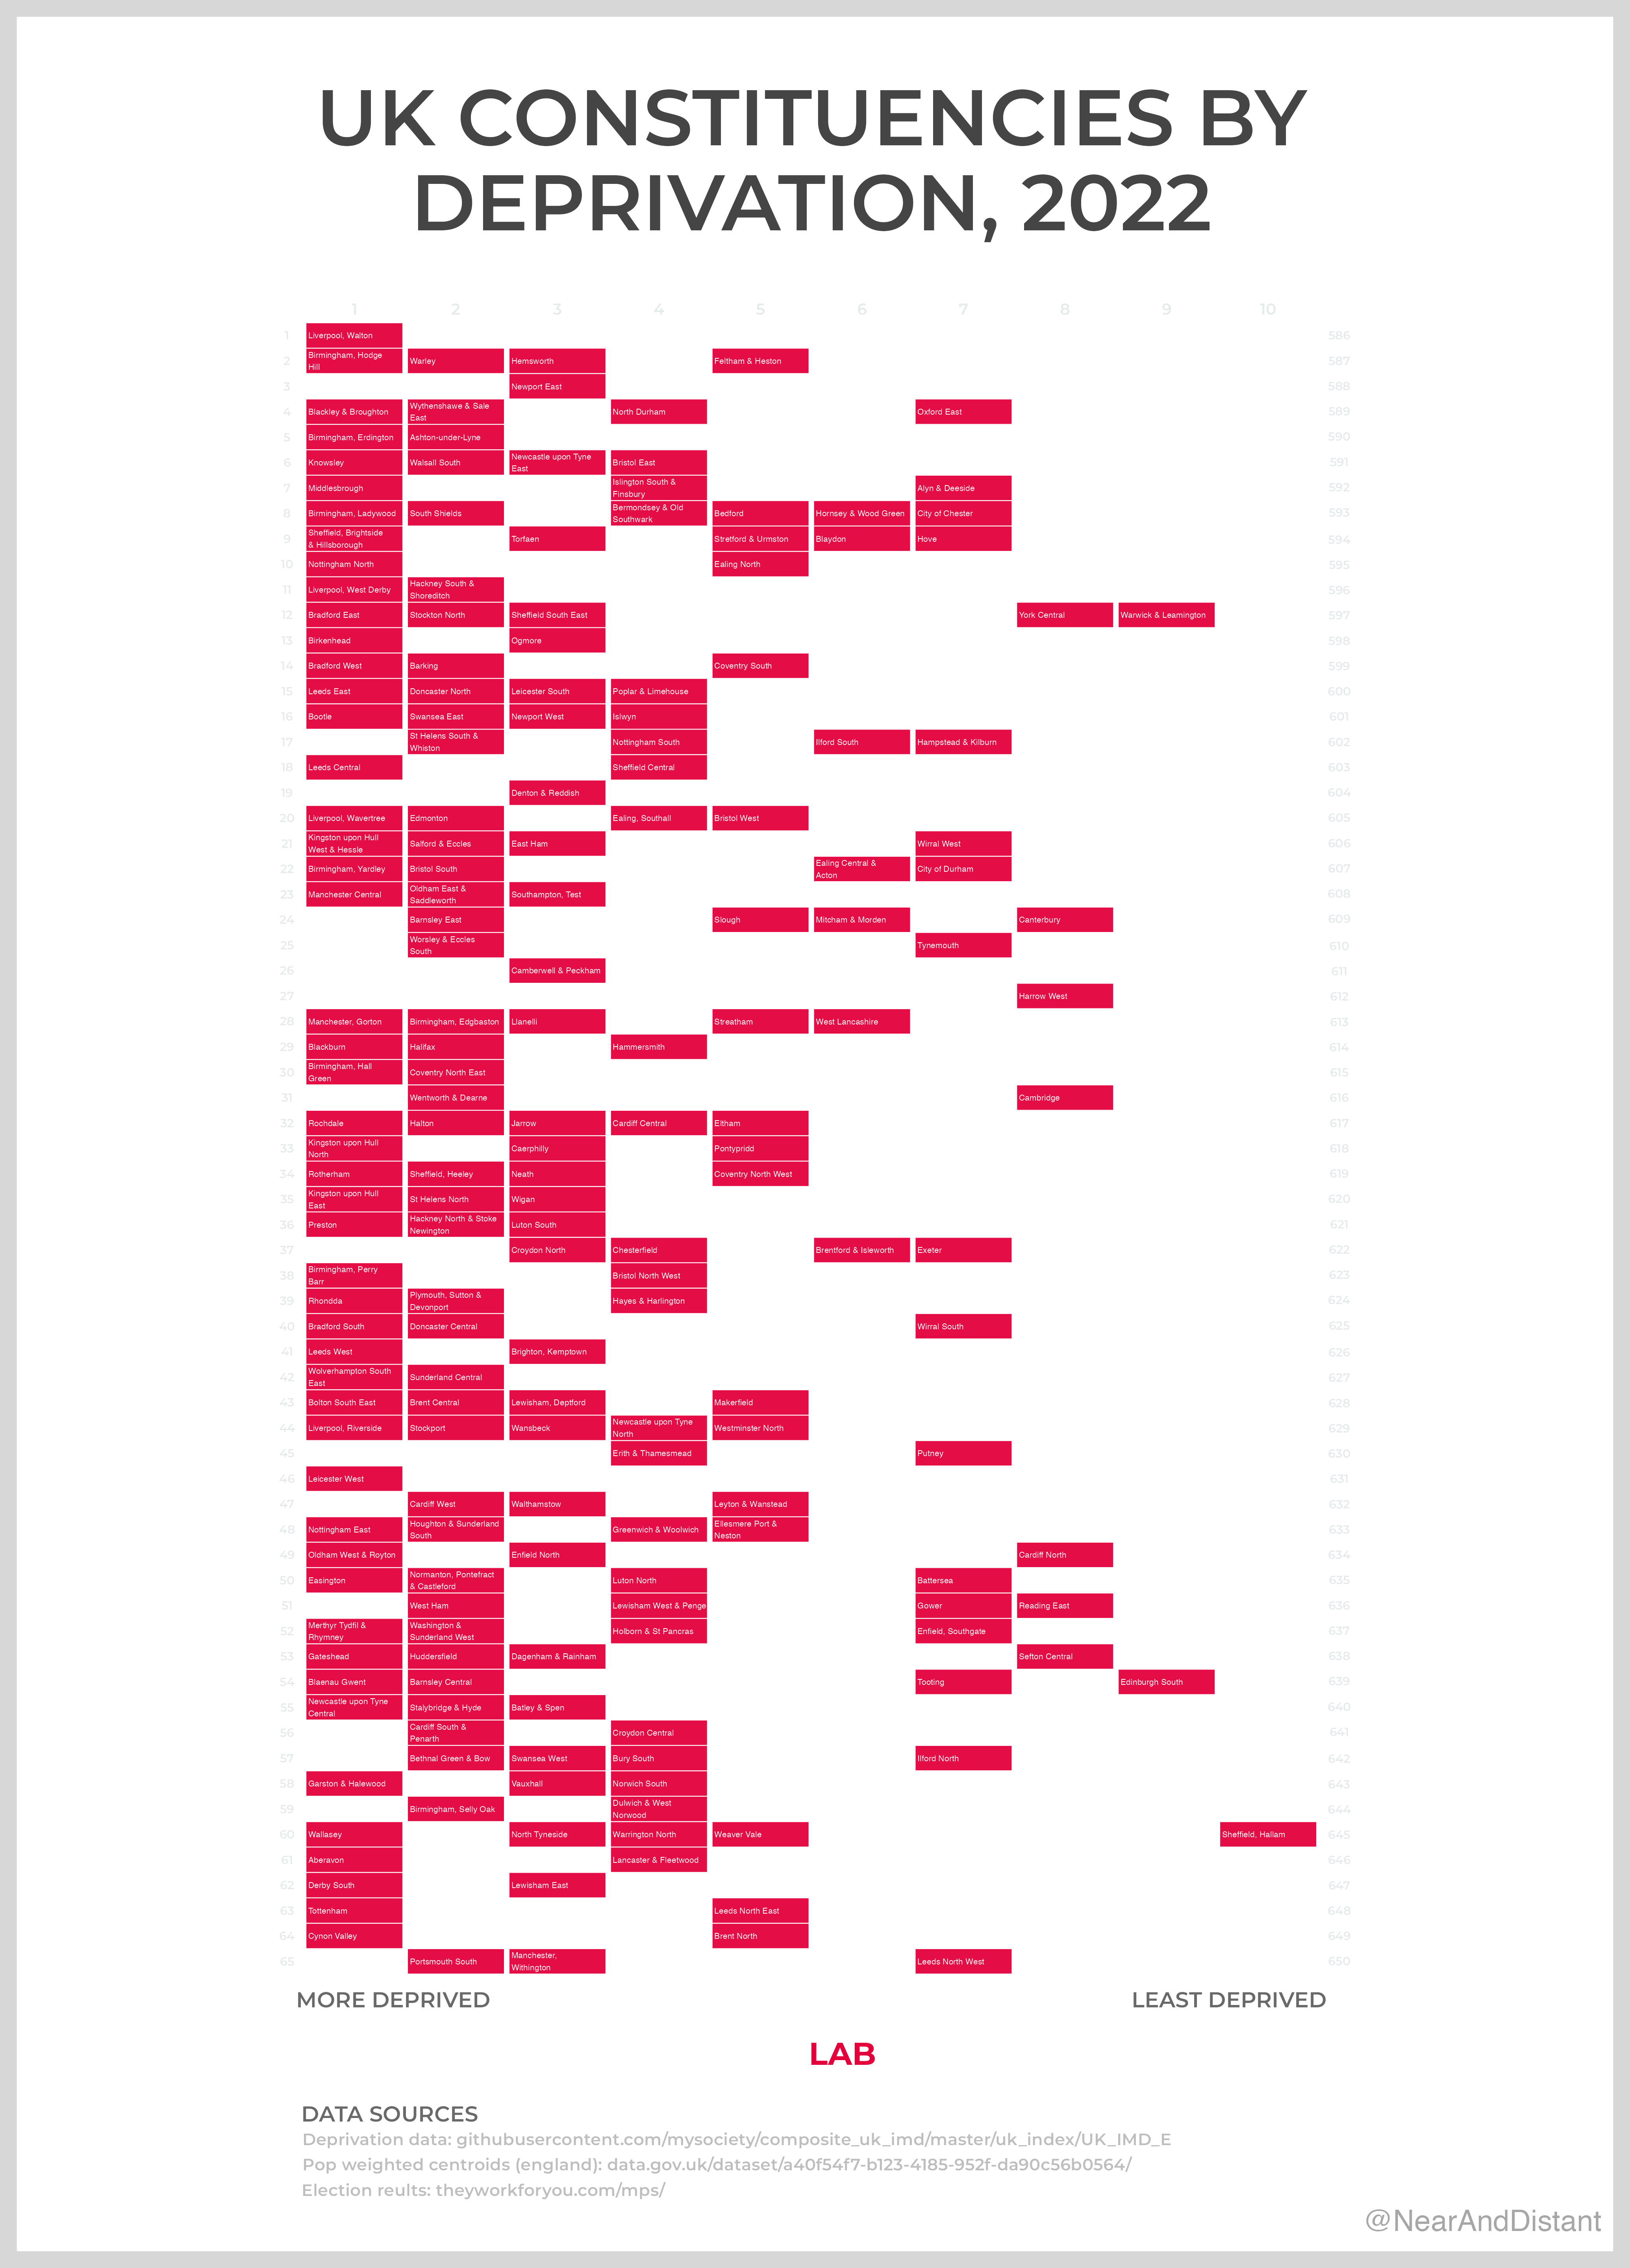 UK CONSTITUENCIES BY
DEPRIVATION, 2022
1 2 3 4 5 6 7 8 9 10
1 Liverpool, Walton 586
2 Birmingham, Hodge Hill Warley Hemsworth Feltham & Heston 587
3 Newport East 588
4 Blackley & Broughton Wythenshawe & Sale East North Durham Oxford East 589
5 Birmingham, Erdington Ashton-under-Lyne 590
6 Knowsley Walsall South Newcastle upon Tyne East Bristol East 591
7 Middlesbrough Islington South & Finsbury Alyn & Deeside 592
8 Birmingham, Ladywood South Shields Bermondsey & Old Southwark Bedford Hornsey & Wood Green City of Chester 593
9 Sheffield, Brightside & Hillsborough Torfaen Stretford & Urmston Blaydon Hove 594
10 Nottingham North Ealing North 595
11 Liverpool, West Derby Hackney South & Shoreditch 596
12 Bradford East Stockton North Sheffield South East York Central Warwick & Leamington 597
13 Birkenhead Ogmore 598
14 Bradford West Barking Coventry South 599
15 Leeds East Doncaster North Leicester South Poplar & Limehouse 600
16 Bootle Swansea East Newport West Islwyn 601
17 St Helens South & Whiston Nottingham South Ilford South Hampstead & Kilburn 602
18 Leeds Central Sheffield Central 603
19 Denton & Reddish 604
20 Liverpool, Wavertree Edmonton Ealing, Southall Bristol West 605
21 Kingston upon Hull West & Hessle Salford & Eccles East Ham Wirral West 606
22 Birmingham, Yardley Bristol South Ealing Central & Acton City of Durham 607
23 Manchester Central Oldham East & Saddleworth Southampton, Test 608
24 Barnsley East Slough Mitcham & Morden Canterbury 609
25 Worsley & Eccles South Tynemouth 610
26 Camberwell & Peckham 611
27 Harrow West 612
28 Manchester, Gorton Birmingham, Edgbaston Llanelli Streatham West Lancashire 613
29 Blackburn Halifax Hammersmith 614
30 Birmingham, Hall Green Coventry North East 615
31 Wentworth & Dearne Cambridge 616
32 Rochdale Halton Jarrow Cardiff Central Eltham 617
33 Kingston upon Hull North Caerphilly Pontypridd 618
34 Rotherham Sheffield, Heeley Neath Coventry North West 619
35 Kingston upon Hull East St Helens North Wigan 620
36 Preston Hackney North & Stoke Newington Luton South 621
37 Croydon North Chesterfield Brentford & Isleworth Exeter 622
38 Birmingham, Perry Barr Bristol North West 623
39 Rhondda Plymouth, Sutton & Devonport Hayes & Harlington 624
40 Bradford South Doncaster Central Wirral South 625
41 Leeds West Brighton, Kemptown 626
42 Wolverhampton South East Sunderland Central 627
43 Bolton South East Brent Central Lewisham, Deptford Makerfield 628
44 Liverpool, Riverside Stockport Wansbeck Newcastle upon Tyne North Westminster North 629
45 Erith & Thamesmead Putney 630
46 Leicester West 631
47 Cardiff West Walthamstow Leyton & Wanstead 632
48 Nottingham East Houghton & Sunderland South Greenwich & Woolwich Ellesmere Port & Neston 633
49 Oldham West & Royton Enfield North Cardiff North 634
50 Easington Normanton, Pontefract & Castleford Luton North Battersea 635
51 West Ham Lewisham West & Penge Gower Reading East 636
52 Merthyr Tydfil & Rhymney Washington & Sunderland West Holborn & St Pancras Enfield, Southgate 637
53 Gateshead Huddersfield Dagenham & Rainham Sefton Central 638
54 Blaenau Gwent Barnsley Central Tooting Edinburgh South 639
55 Newcastle upon Tyne Central Stalybridge & Hyde Batley & Spen 640
56 Cardiff South & Penarth Croydon Central 641
57 Bethnal Green & Bow Swansea West Bury South Ilford North 642
58 Garston & Halewood Vauxhall Norwich South 643
59 Birmingham, Selly Oak Dulwich & West Norwood 644
60 Wallasey North Tyneside Warrington North Weaver Vale Sheffield, Hallam 645
61 Aberavon Lancaster & Fleetwood 646
62 Derby South Lewisham East 647
63 Tottenham Leeds North East 648
64 Cynon Valley Brent North 649
65 Portsmouth South Manchester, Withington Leeds North West 650
MORE DEPRIVED LEAST DEPRIVED
LAB
DATA SOURCES
Deprivation data: githubusercontent.com/mysociety/composite_uk_imd/master/uk_index/UK_IMD_E
Pop weighted centroids (england): data.gov.uk/dataset/a40f54f7-b123-4185-952f-da90c56b0564/
Election reults: theyworkforyou.com/mps/
@NearAndDistant